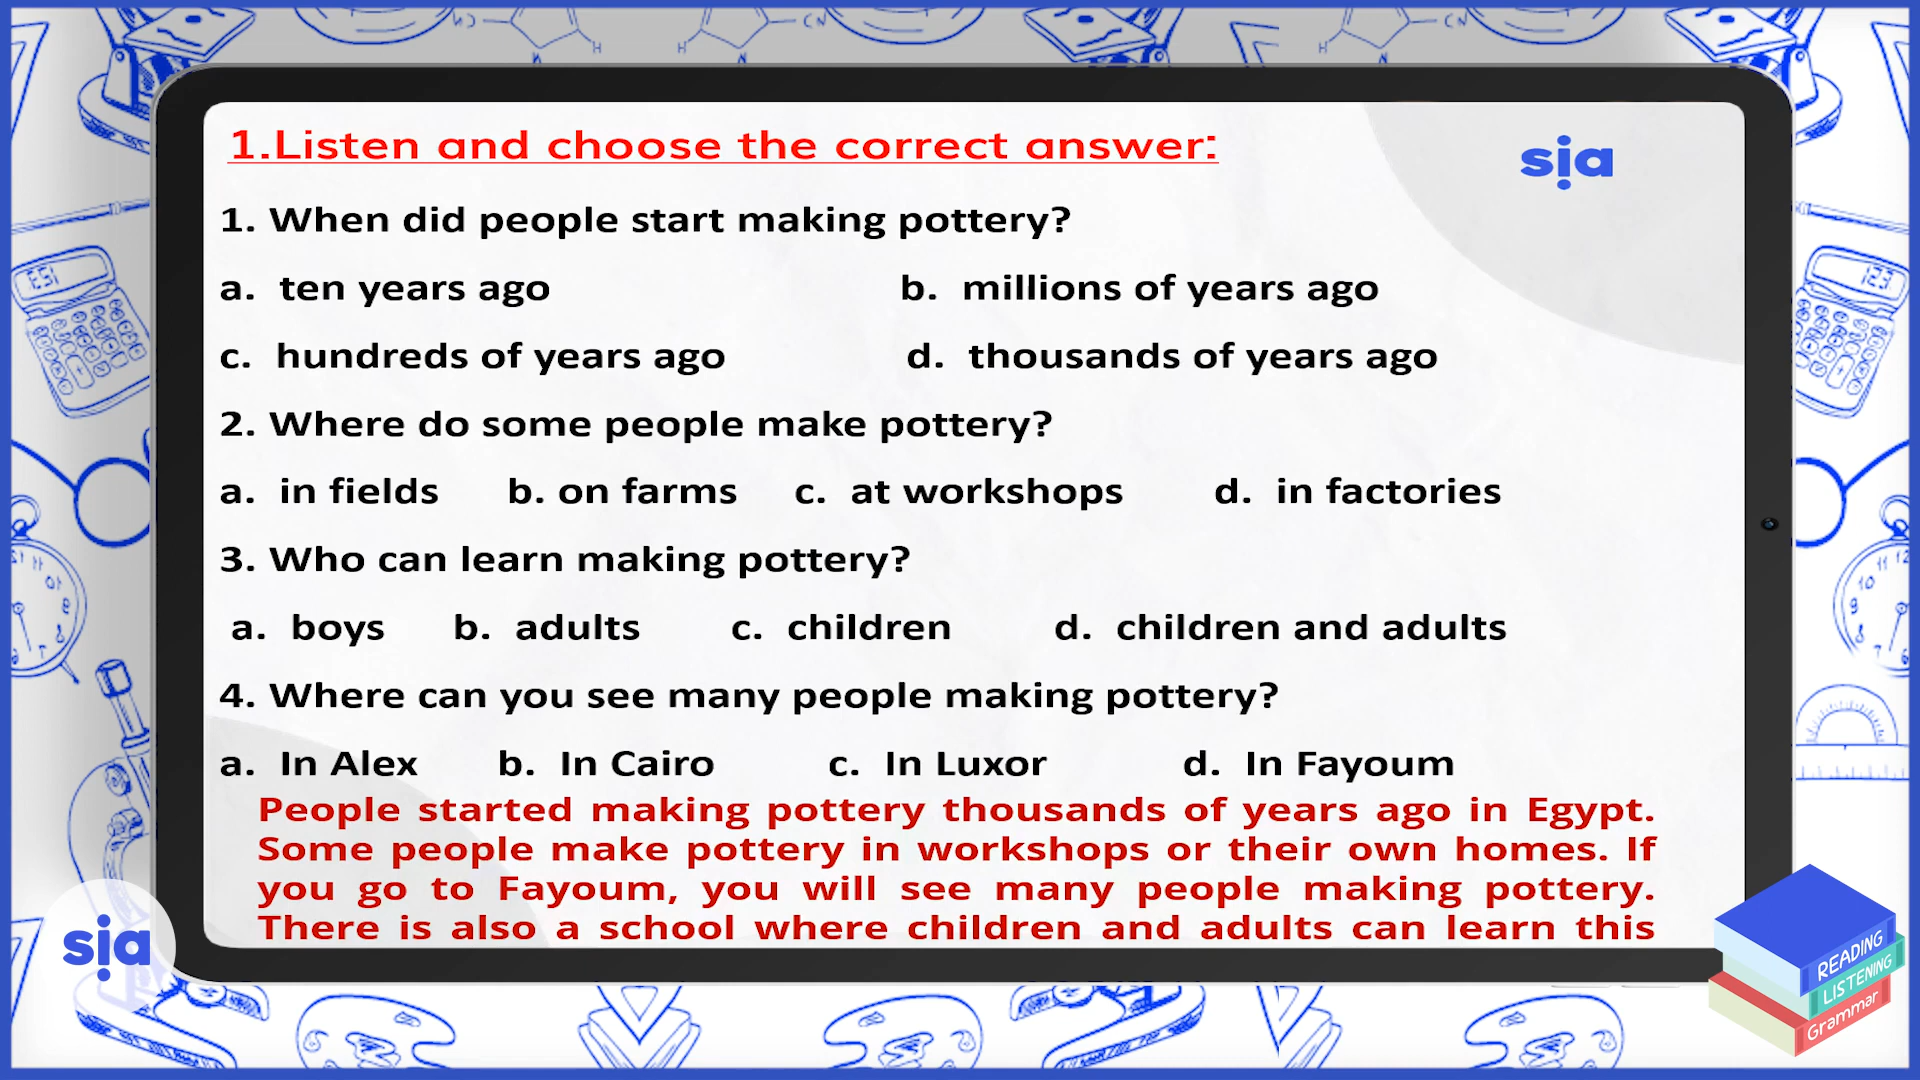 1.Listen and choose the correct answer:
sia
1. When did people start making pottery?
a. ten years ago b. millions of years ago
c. hundreds of years ago d. thousands of years ago
2. Where do some people make pottery?
a. in fields b. on farms c. at workshops d. in factories
3. Who can learn making pottery?
a. boys b. adults c. children d. children and adults
4. Where can you see many people making pottery?
a. In Alex b. In Cairo c. In Luxor d. In Fayoum
People started making pottery thousands of years ago in Egypt.
Some people make pottery in workshops or their own homes. If
you go to Fayoum, you will see many people making pottery.
There is also a school where children and adults can learn this
sia
READING
LISTENING
Grammar